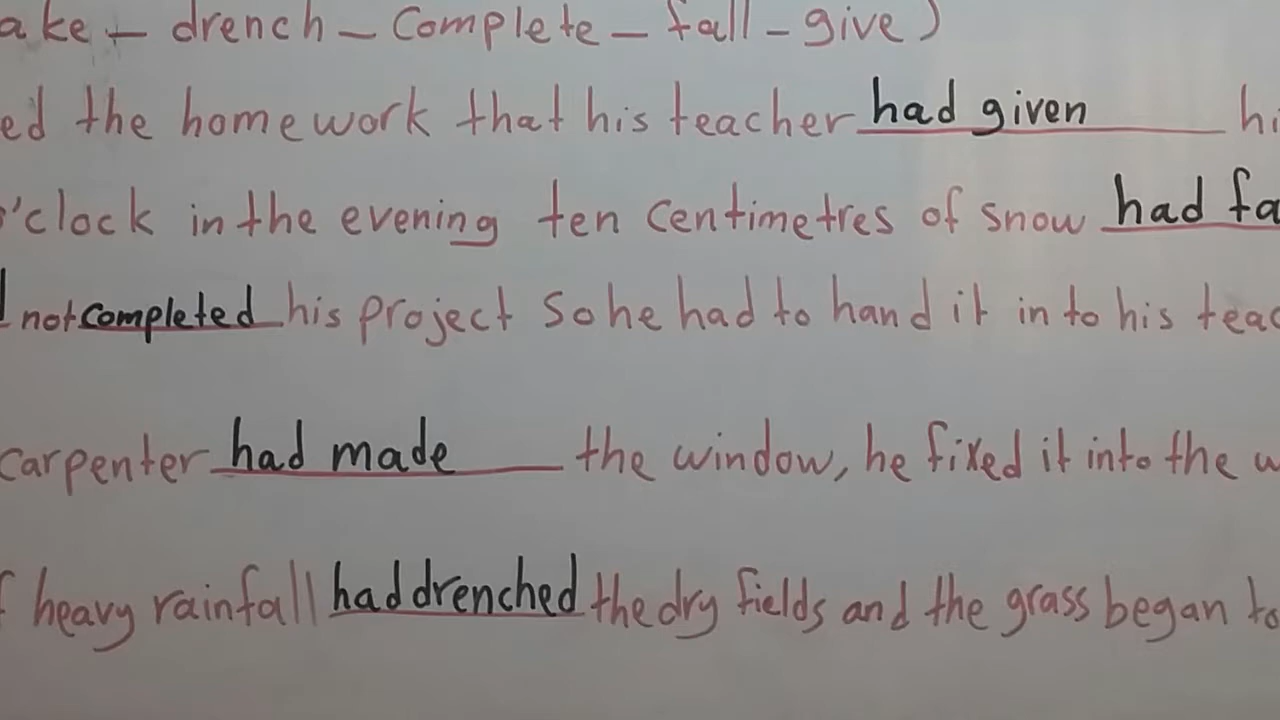 ake - drench - Complete - fall - give)
ed the homework that his teacher had given hi
o'clock in the evening ten centimetres of snow had fa
not completed his project So he had to hand it in to his teac
carpenter had made the window, he fixed it into the w
f heavy rainfall had drenched the dry fields and the grass began to